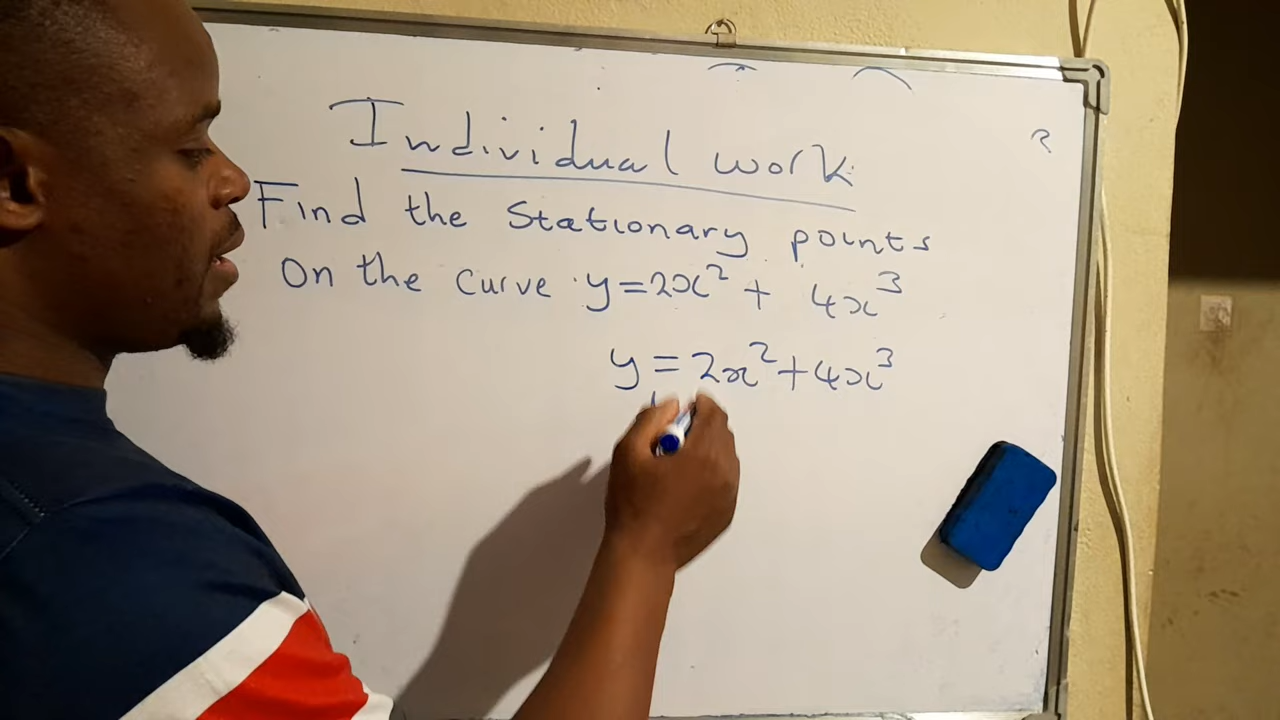 Individual work
Find the Stationary points
on the curve y=2x² + 4x³
y = 2x² + 4x³